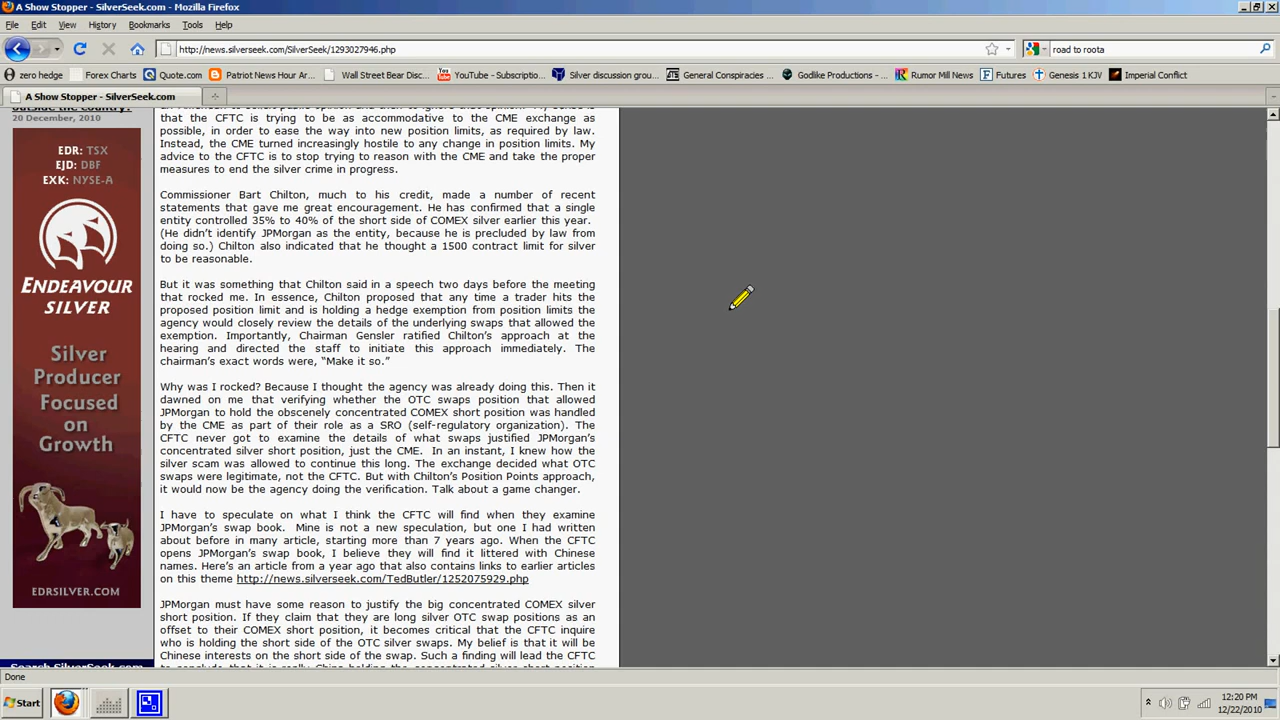 A Show Stopper - SilverSeek.com - Mozilla Firefox
File Edit View History Bookmarks Tools Help
http://news.silverseek.com/SilverSeek/1293027946.php
road to roota
zero hedge Forex Charts Quote.com Patriot News Hour Ar... Wall Street Bear Disc... YouTube - Subscriptio... Silver discussion grou... General Conspiracies ... Godlike Productions - ... Rumor Mill News Futures Genesis 1 KJV Imperial Conflict
A Show Stopper - SilverSeek.com
Outside the Country!
20 December, 2010
EDR: TSX
EJD: DBF
EXK: NYSE-A
ENDEAVOUR
SILVER
Silver
Producer
Focused
on
Growth
EDRSILVER.COM
Search SilverSeek.com
that the CFTC is trying to be as accommodative to the CME exchange as
possible, in order to ease the way into new position limits, as required by law.
Instead, the CME turned increasingly hostile to any change in position limits. My
advice to the CFTC is to stop trying to reason with the CME and take the proper
measures to end the silver crime in progress.
Commissioner Bart Chilton, much to his credit, made a number of recent
statements that gave me great encouragement. He has confirmed that a single
entity controlled 35% to 40% of the short side of COMEX silver earlier this year.
(He didn't identify JPMorgan as the entity, because he is precluded by law from
doing so.) Chilton also indicated that he thought a 1500 contract limit for silver
to be reasonable.
But it was something that Chilton said in a speech two days before the meeting
that rocked me. In essence, Chilton proposed that any time a trader hits the
proposed position limit and is holding a hedge exemption from position limits the
agency would closely review the details of the underlying swaps that allowed the
exemption. Importantly, Chairman Gensler ratified Chilton's approach at the
hearing and directed the staff to initiate this approach immediately. The
chairman's exact words were, "Make it so."
Why was I rocked? Because I thought the agency was already doing this. Then it
dawned on me that verifying whether the OTC swaps position that allowed
JPMorgan to hold the obscenely concentrated COMEX short position was handled
by the CME as part of their role as a SRO (self-regulatory organization). The
CFTC never got to examine the details of what swaps justified JPMorgan's
concentrated silver short position, just the CME. In an instant, I knew how the
silver scam was allowed to continue this long. The exchange decided what OTC
swaps were legitimate, not the CFTC. But with Chilton's Position Points approach,
it would now be the agency doing the verification. Talk about a game changer.
I have to speculate on what I think the CFTC will find when they examine
JPMorgan's swap book. Mine is not a new speculation, but one I had written
about before in many article, starting more than 7 years ago. When the CFTC
opens JPMorgan's swap book, I believe they will find it littered with Chinese
names. Here's an article from a year ago that also contains links to earlier articles
on this theme http://news.silverseek.com/TedButler/1252075929.php
JPMorgan must have some reason to justify the big concentrated COMEX silver
short position. If they claim that they are long silver OTC swap positions as an
offset to their COMEX short position, it becomes critical that the CFTC inquire
who is holding the short side of the OTC silver swaps. My belief is that it will be
Chinese interests on the short side of the swap. Such a finding will lead the CFTC
Done
Start
12:20 PM
12/22/2010